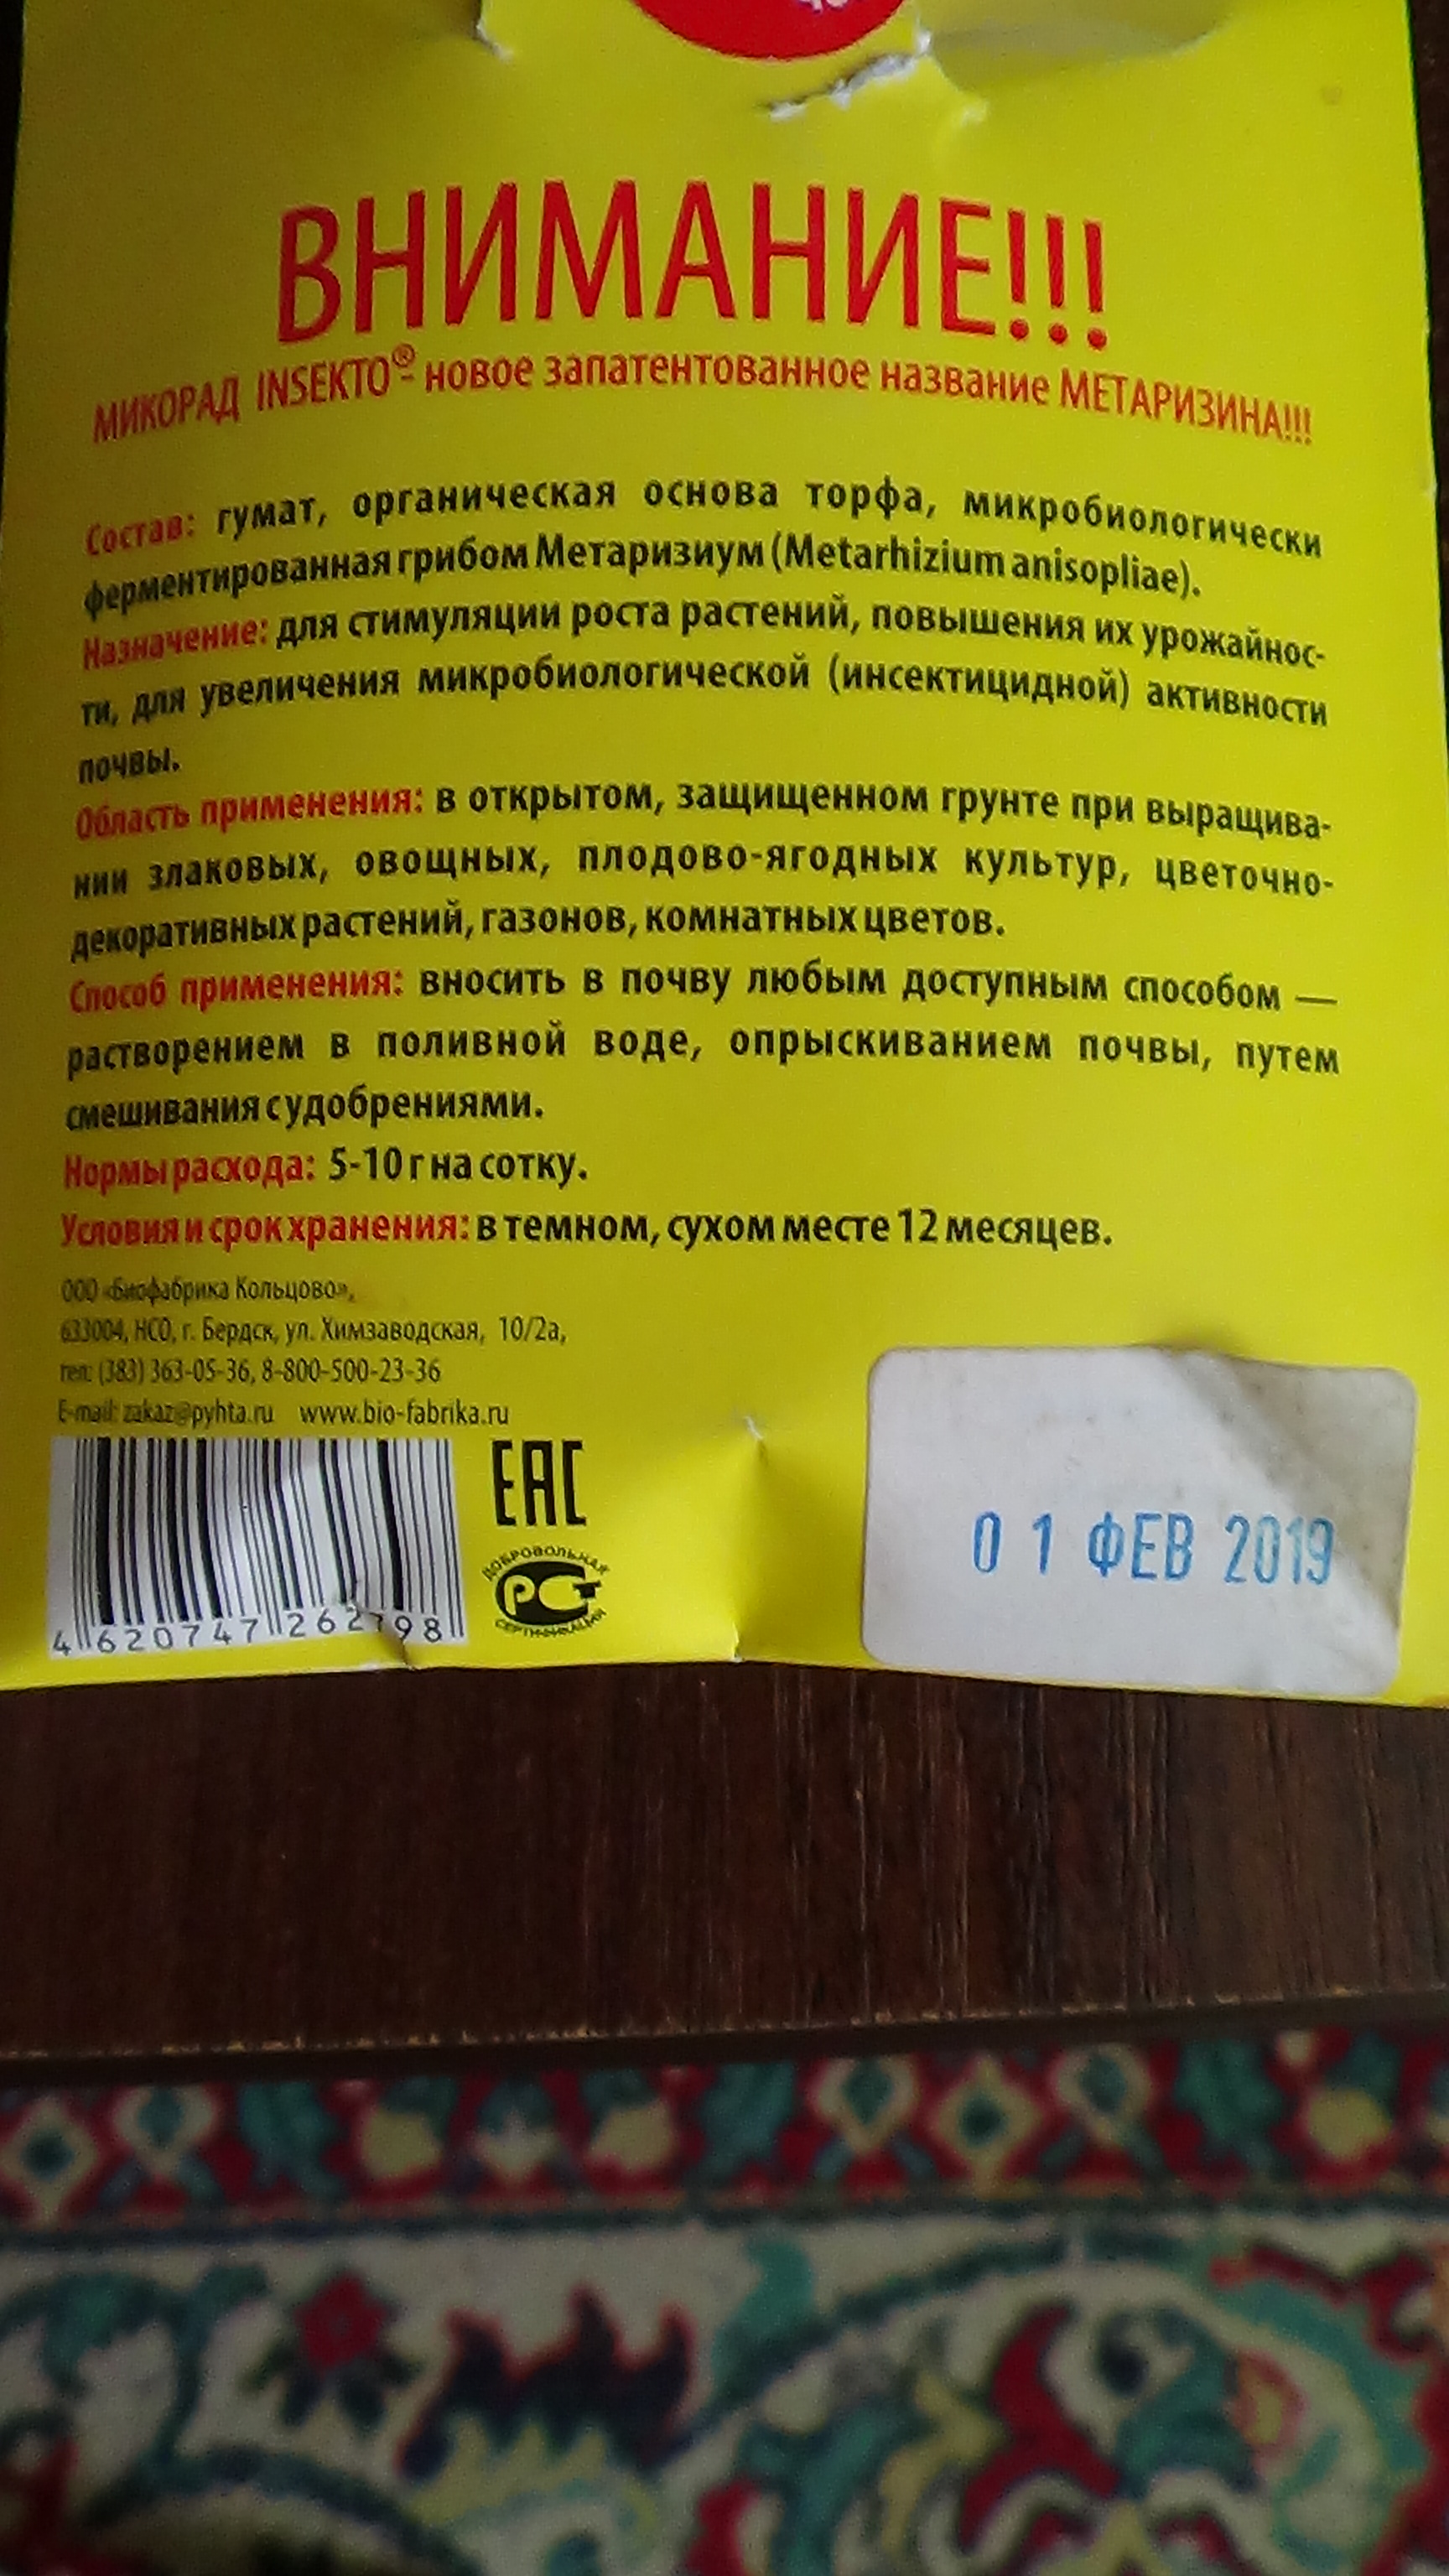 ВНИМАНИЕ!!!
МИКОРАД INSEKTO® - новое запатентованное название МЕТАРИЗИНА!!!
Состав: гумат, органическая основа торфа, микробиологически
ферментированная грибом Метаризиум (Metarhizium anisopliae).
Назначение: для стимуляции роста растений, повышения их урожайнос-
ти, для увеличения микробиологической (инсектицидной) активности
почвы.
Область применения: в открытом, защищенном грунте при выращива-
нии злаковых, овощных, плодово-ягодных культур, цветочно-
декоративных растений, газонов, комнатных цветов.
Способ применения: вносить в почву любым доступным способом —
растворением в поливной воде, опрыскиванием почвы, путем
смешивания с удобрениями.
Нормы расхода: 5-10 г на сотку.
Условия и срок хранения: в темном, сухом месте 12 месяцев.
ООО «Биофабрика Кольцово»,
633004, НСО, г. Бердск, ул. Химзаводская, 10/2а,
тел: (383) 363-05-36, 8-800-500-23-36
E-mail: zakaz@pyhta.ru www.bio-fabrika.ru
EAC
ДОБРОВОЛЬНАЯ
РСТ
СЕРТИФИКАЦИЯ
01 ФЕВ 2019
4 620747 262798